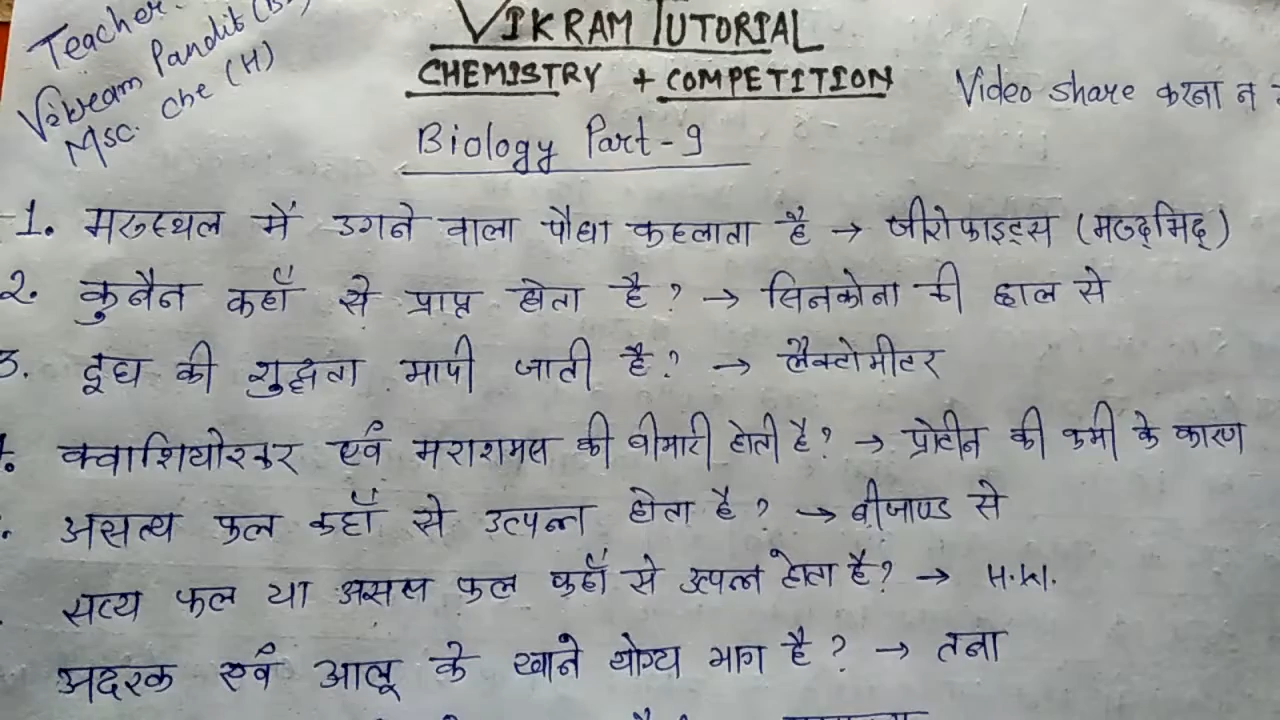 Teacher.
Vikram Pandit
Msc. Che (H)
VIKRAM TUTORIAL
CHEMISTRY + COMPETITION
Video share करना न
Biology Part-9
1. मरुस्थल में उगने वाला पौधा कहलाता है → जीरोफाइट्स (मरुद्भिद्)
2. कुनैन कहाँ से प्राप्त होता है? → सिनकोना की छाल से
3. दूध की शुद्धता मापी जाती है? → लैक्टोमीटर
क्वाशियोरकर एवं मरारामस की बीमारी होती है? → प्रोटीन की कमी के कारण
असत्य फल कहाँ से उत्पन्न होता है? → बीजाण्ड से
सत्य फल या असल फल कहाँ से उत्पन्न होता है? → H.W.
अदरक एवं आलू के खाने योग्य भाग है? → तना